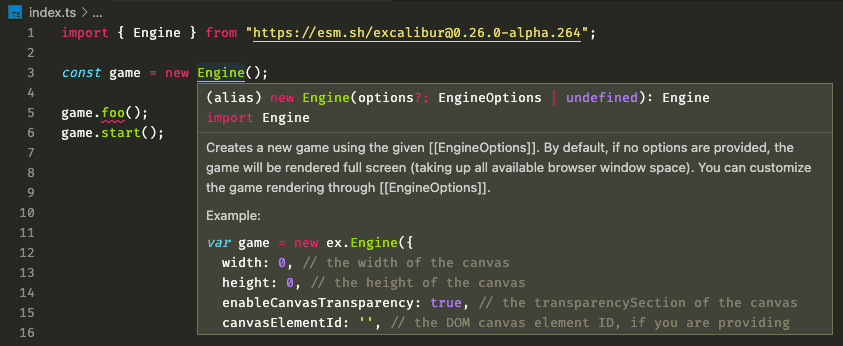 TS index.ts > ...
1 import { Engine } from "https://esm.sh/excalibur@0.26.0-alpha.264";
2
3 const game = new Engine();
4
5 game.foo();
6 game.start();
7
8
9
10
11
12
13
14
15
16
(alias) new Engine(options?: EngineOptions | undefined): Engine
import Engine
Creates a new game using the given [[EngineOptions]]. By default, if no options are provided, the
game will be rendered full screen (taking up all available browser window space). You can customize
the game rendering through [[EngineOptions]].
Example:
var game = new ex.Engine({
width: 0, // the width of the canvas
height: 0, // the height of the canvas
enableCanvasTransparency: true, // the transparencySection of the canvas
canvasElementId: '', // the DOM canvas element ID, if you are providing